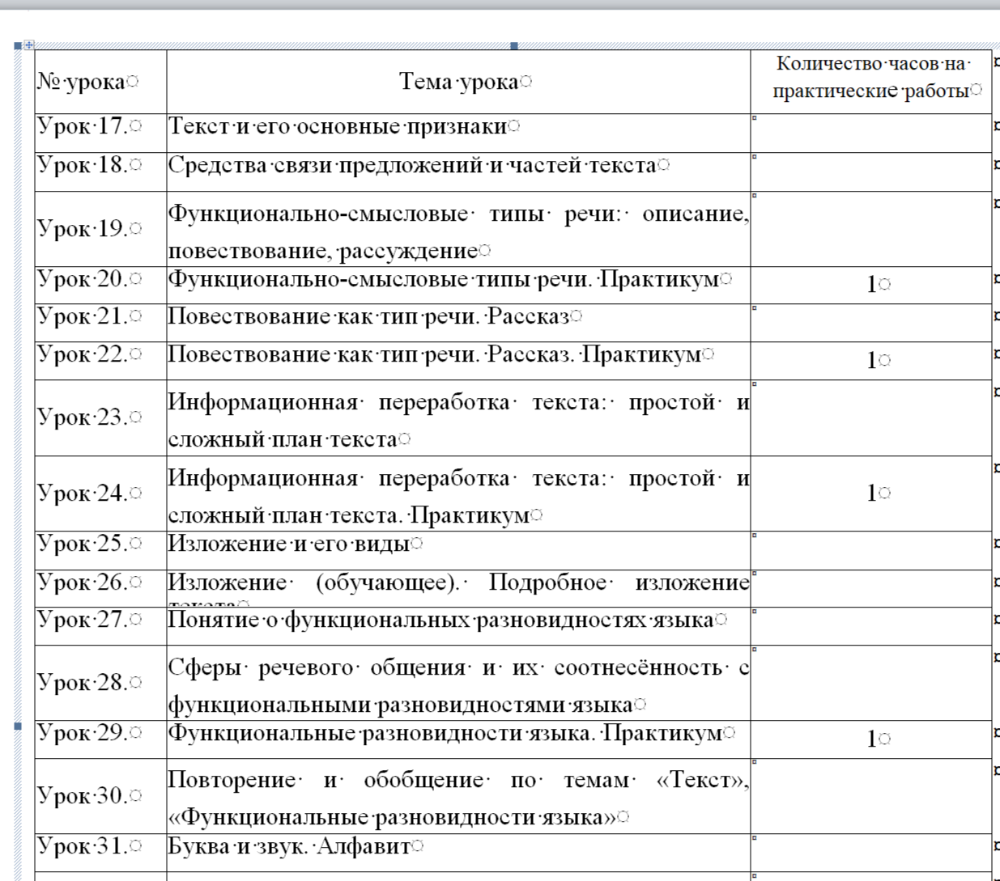 № урока Тема урока Количество часов на
практические работы
Урок 17. Текст и его основные признаки
Урок 18. Средства связи предложений и частей текста
Урок 19. Функционально-смысловые типы речи: описание,
повествование, рассуждение
Урок 20. Функционально-смысловые типы речи. Практикум 1
Урок 21. Повествование как тип речи. Рассказ
Урок 22. Повествование как тип речи. Рассказ. Практикум 1
Урок 23. Информационная переработка текста: простой и
сложный план текста
Урок 24. Информационная переработка текста: простой и
сложный план текста. Практикум 1
Урок 25. Изложение и его виды
Урок 26. Изложение (обучающее). Подробное изложение
текста
Урок 27. Понятие о функциональных разновидностях языка
Урок 28. Сферы речевого общения и их соотнесённость с
функциональными разновидностями языка
Урок 29. Функциональные разновидности языка. Практикум 1
Урок 30. Повторение и обобщение по темам «Текст»,
«Функциональные разновидности языка»
Урок 31. Буква и звук. Алфавит